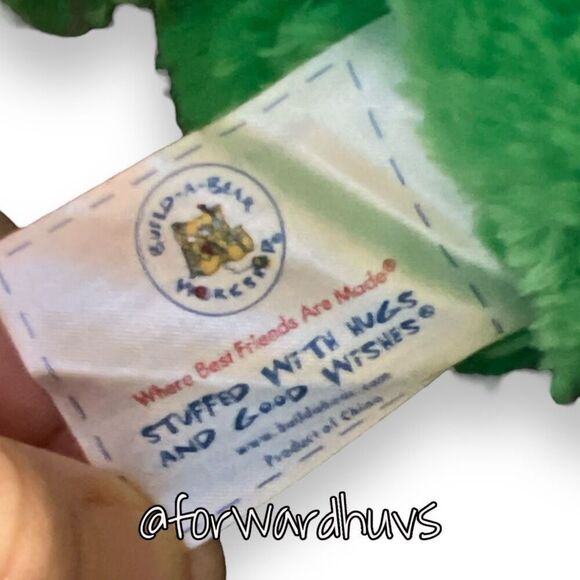 BUILD-A-BEAR
WORKSHOP®
Where Best Friends Are Made®
STUFFED WITH HUGS
AND GOOD WISHES®
www.buildabear.com
Product of China
@forwardhuvs